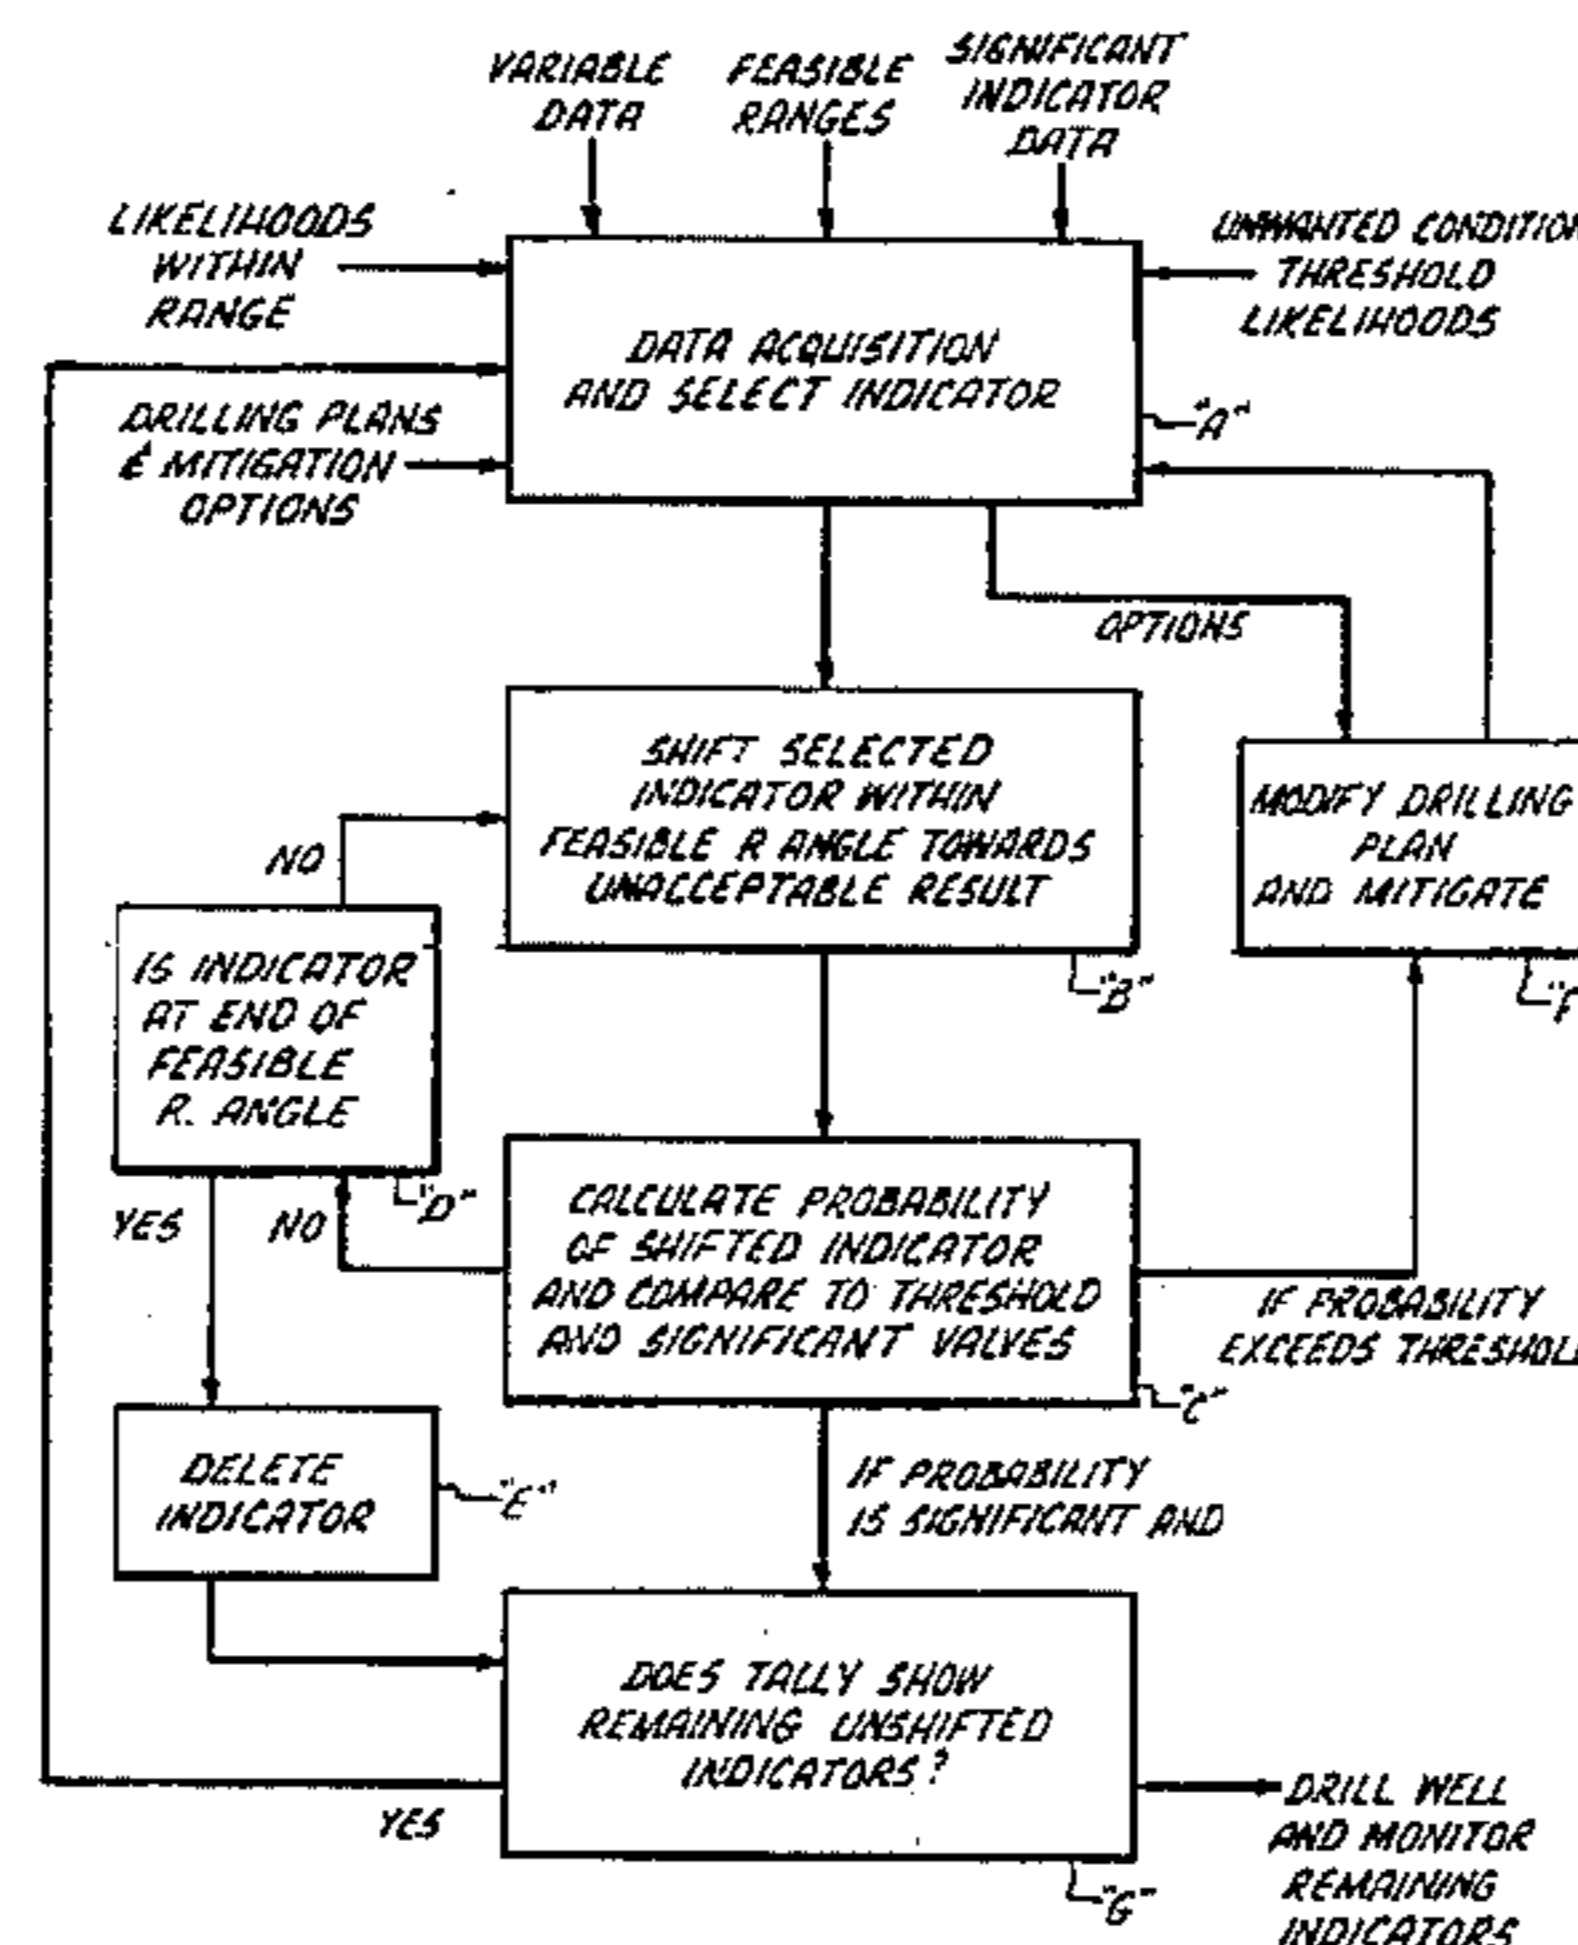 VARIABLE
DATA
FEASIBLE
RANGES
SIGNIFICANT
INDICATOR
DATA
LIKELIHOODS
WITHIN
RANGE
UNWANTED CONDITION
THRESHOLD
LIKELIHOODS
DATA ACQUISITION
AND SELECT INDICATOR
"A"
DRILLING PLANS
& MITIGATION
OPTIONS
OPTIONS
SHIFT SELECTED
INDICATOR WITHIN
FEASIBLE R ANGLE TOWARDS
UNACCEPTABLE RESULT
"B"
MODIFY DRILLING
PLAN
AND MITIGATE
NO
IS INDICATOR
AT END OF
FEASIBLE
R. ANGLE
"D"
YES
NO
CALCULATE PROBABILITY
OF SHIFTED INDICATOR
AND COMPARE TO THRESHOLD
AND SIGNIFICANT VALVES
"C"
IF PROBABILITY
EXCEEDS THRESHOLD
DELETE
INDICATOR
"E"
IF PROBABILITY
IS SIGNIFICANT AND
DOES TALLY SHOW
REMAINING UNSHIFTED
INDICATORS?
"G"
YES
DRILL WELL
AND MONITOR
REMAINING
INDICATORS